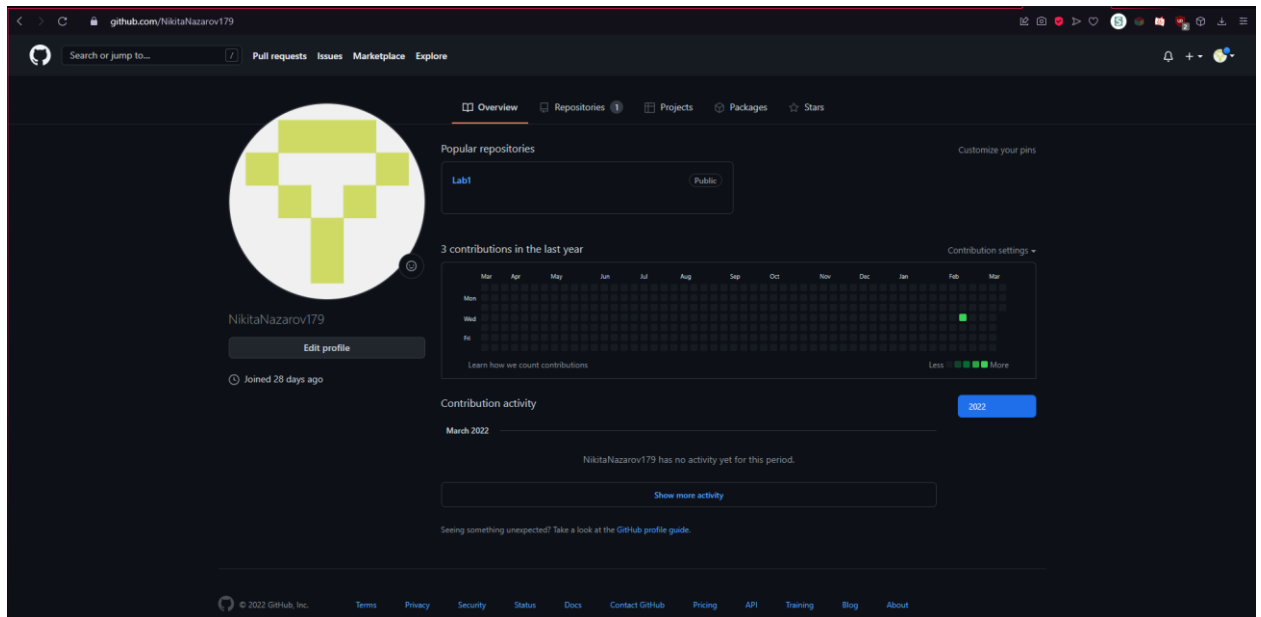 github.com/NikitaNazarov179
Search or jump to... / Pull requests Issues Marketplace Explore
Overview Repositories 1 Projects Packages Stars
Popular repositories Customize your pins
Lab1 Public
3 contributions in the last year Contribution settings
Mar Apr May Jun Jul Aug Sep Oct Nov Dec Jan Feb Mar
Mon
Wed
Fri
Learn how we count contributions Less More
NikitaNazarov179
Edit profile
Joined 28 days ago
Contribution activity 2022
March 2022
NikitaNazarov179 has no activity yet for this period.
Show more activity
Seeing something unexpected? Take a look at the GitHub profile guide.
© 2022 GitHub, Inc. Terms Privacy Security Status Docs Contact GitHub Pricing API Training Blog About